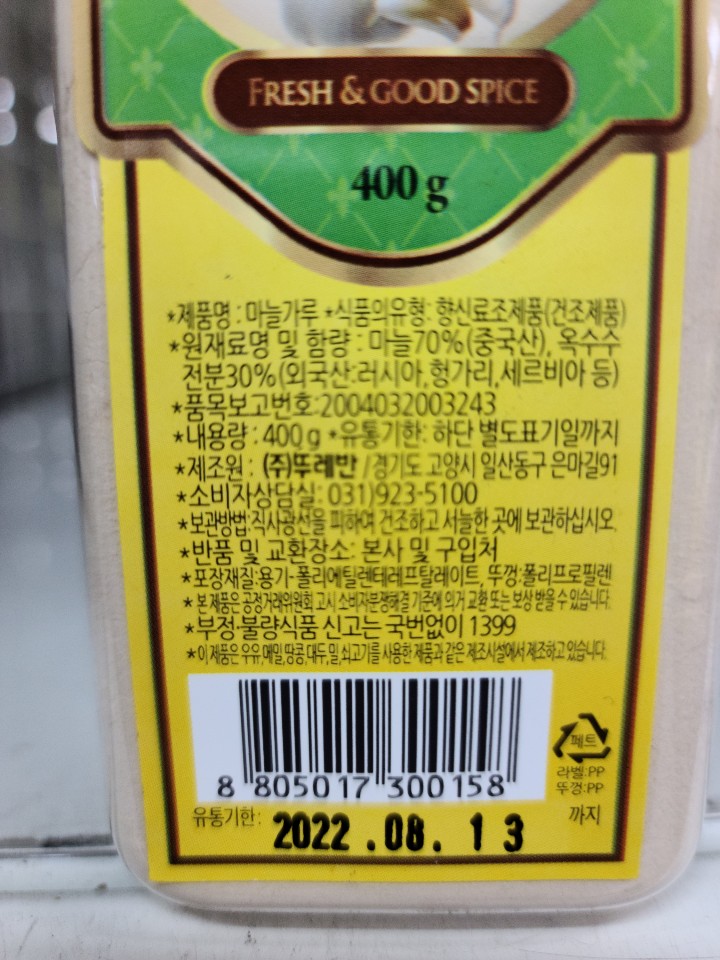 FRESH & GOOD SPICE
400 g
*제품명 : 마늘가루 *식품의유형: 향신료조제품(건조제품)
*원재료명 및 함량 : 마늘70%(중국산), 옥수수
전분30%(외국산:러시아,헝가리,세르비아 등)
*품목보고번호:2004032003243
*내용량 : 400g *유통기한: 하단 별도표기일까지
*제조원 : (주)뚜레반 /경기도 고양시 일산동구 은마길91
*소비자상담실: 031)923-5100
*보관방법:직사광선을 피하여 건조하고 서늘한 곳에 보관하십시오.
*반품 및 교환장소: 본사 및 구입처
*포장재질:용기-폴리에틸렌테레프탈레이트, 뚜껑:폴리프로필렌
*본 제품은 공정거래위원회 고시 소비자분쟁해결 기준에 의거 교환 또는 보상 받을 수 있습니다.
*부정·불량식품 신고는 국번없이 1399
*이 제품은 우유,메밀,땅콩,대두,밀,쇠고기를 사용한 제품과 같은 제조시설에서 제조하고 있습니다.
페트
라벨:PP
뚜껑:PP
8 805017 300158
유통기한: 2022.08.13 까지